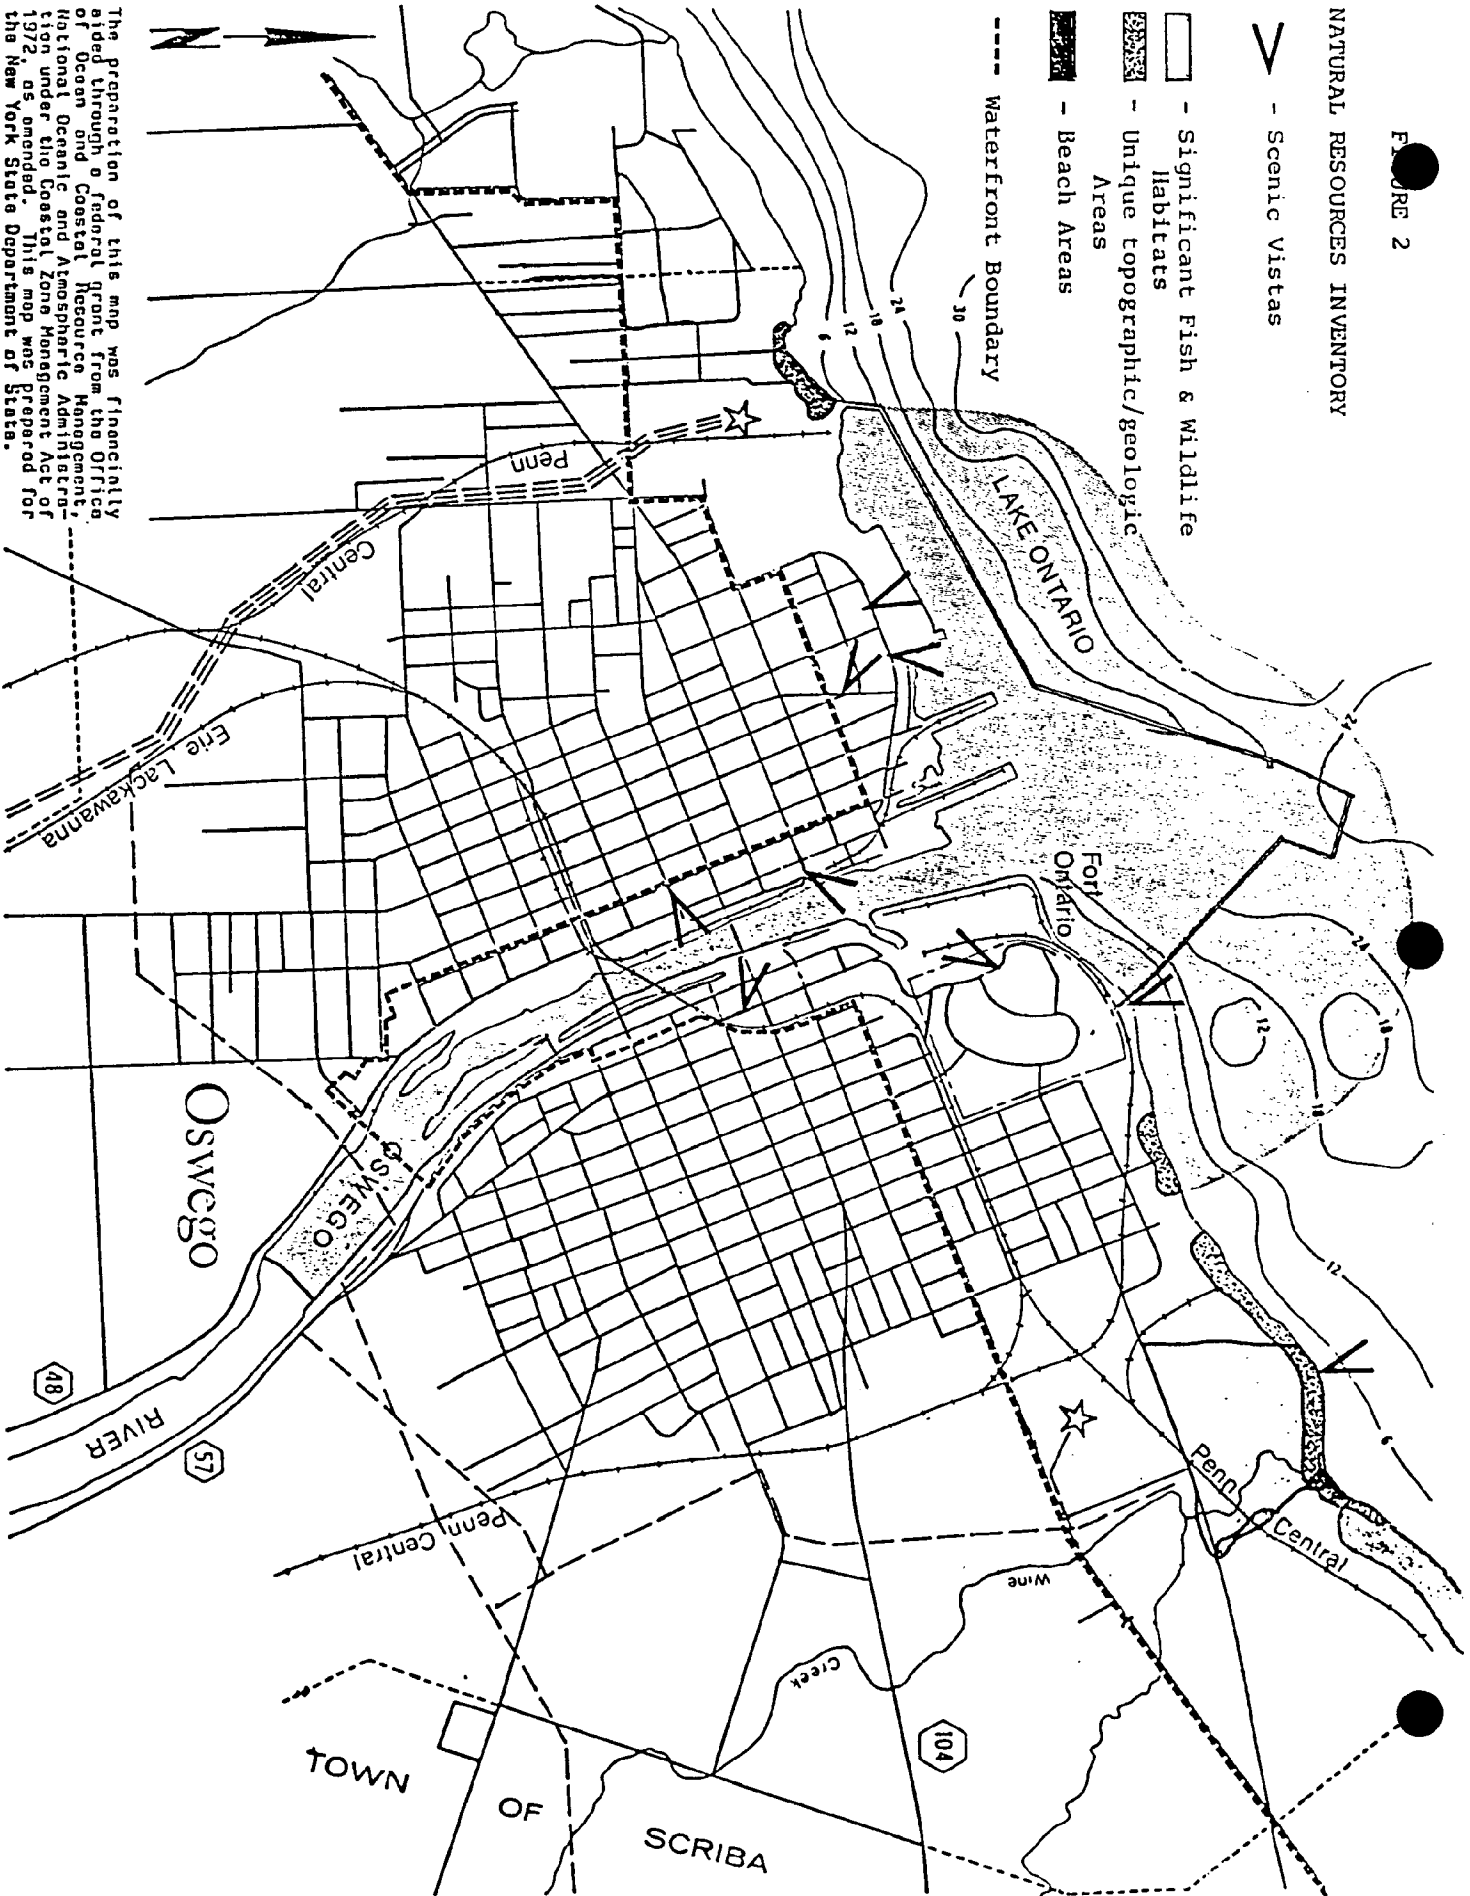 FI URE 2
NATURAL RESOURCES INVENTORY
- Scenic Vistas
- Significant Fish & Wildlife
Habitats
- Unique topographic/geologic
Areas
- Beach Areas
Waterfront Boundary
30
24
18
12
6
LAKE ONTARIO
24
Fort
Ontario
24
18
12
18
12
6
Penn
Central
Erie Lackawanna
Oswego
OSWEGO
RIVER
48
57
Penn Central
Penn
Central
Wine
Creek
104
TOWN
OF
SCRIBA
N
The preparation of this map was financially
aided through a federal grant from the Office
of Ocean and Coastal Resource Management,
National Oceanic and Atmospheric Administra-
tion under the Coastal Zone Management Act of
1972, as amended. This map was prepared for
the New York State Department of State.